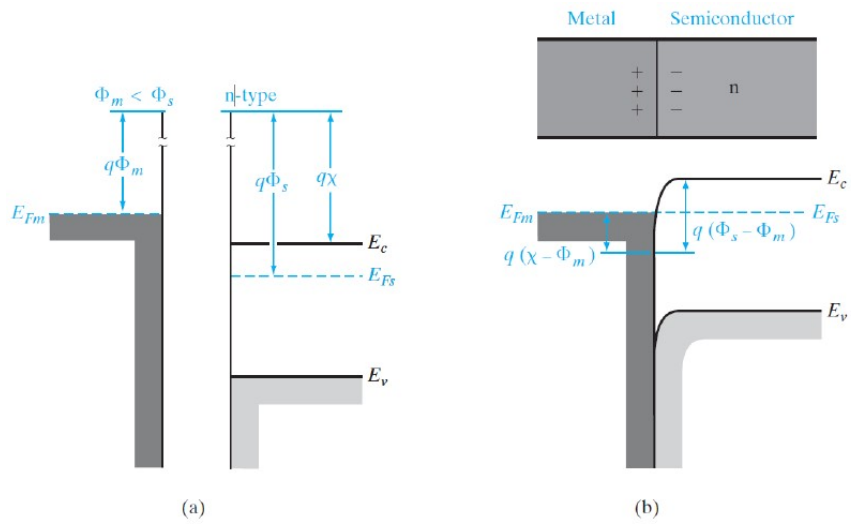 Φm < Φs
n-type
qΦm
qΦs
qχ
EFm
Ec
EFs
Ev
(a)
Metal
Semiconductor
+ −
+ −
+ −
n
Ec
EFm
EFs
q (Φs – Φm)
q (χ – Φm)
Ev
(b)